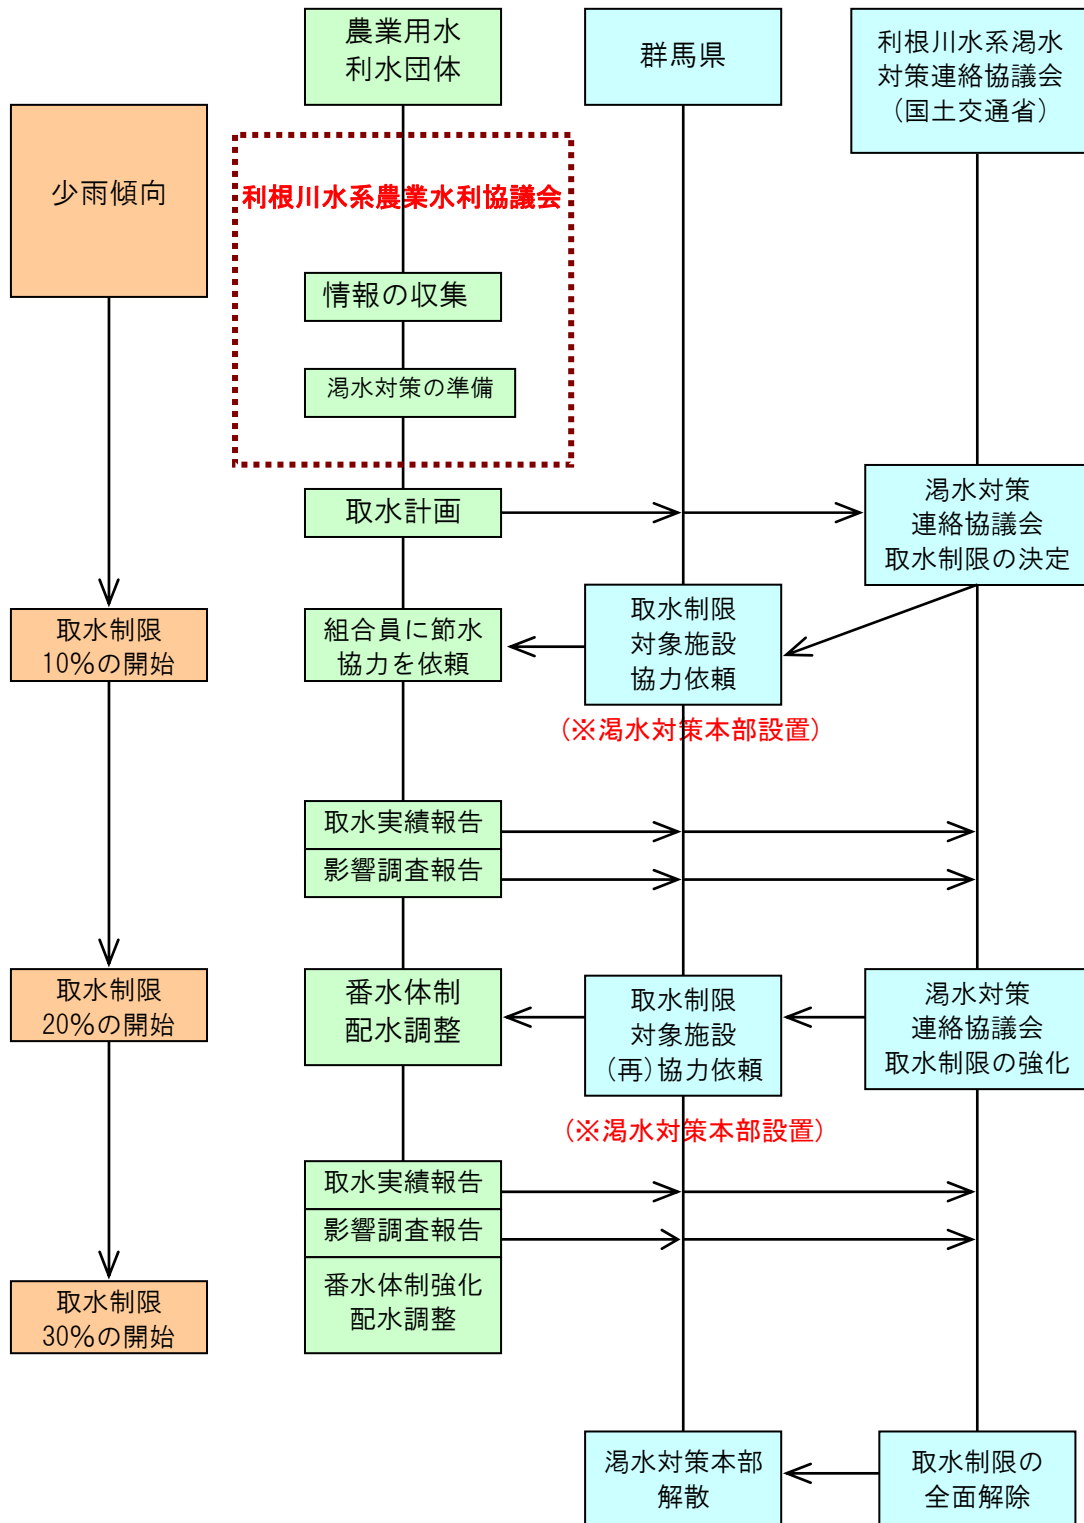 農業用水
利水団体
群馬県
利根川水系渇水
対策連絡協議会
（国土交通省）
少雨傾向
利根川水系農業水利協議会
情報の収集
渇水対策の準備
取水計画
渇水対策
連絡協議会
取水制限の決定
取水制限
10％の開始
組合員に節水
協力を依頼
取水制限
対象施設
協力依頼
（※渇水対策本部設置）
取水実績報告
影響調査報告
取水制限
20％の開始
番水体制
配水調整
取水制限
対象施設
（再）協力依頼
渇水対策
連絡協議会
取水制限の強化
（※渇水対策本部設置）
取水実績報告
影響調査報告
番水体制強化
配水調整
取水制限
30％の開始
渇水対策本部
解散
取水制限の
全面解除